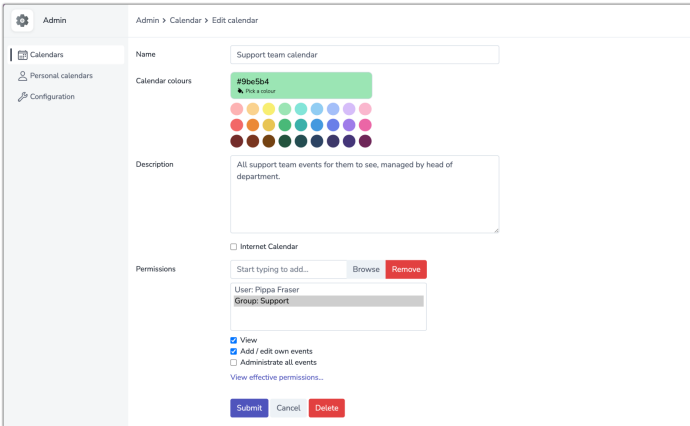 Admin
Admin > Calendar > Edit calendar
Calendars
Personal calendars
Configuration
Name
Support team calendar
Calendar colours
#9be5b4
Pick a colour
Description
All support team events for them to see, managed by head of
department.
Internet Calendar
Permissions
Start typing to add...
Browse
Remove
User: Pippa Fraser
Group: Support
View
Add / edit own events
Administrate all events
View effective permissions...
Submit
Cancel
Delete